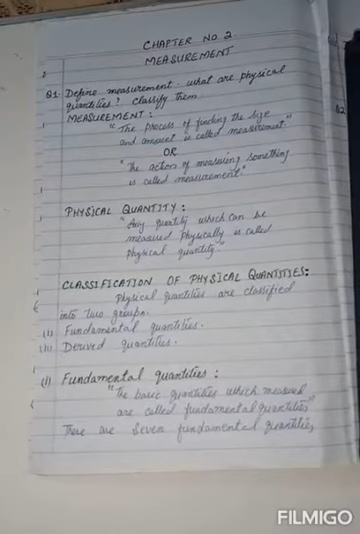 CHAPTER NO 2
MEASUREMENT
Q1. Define measurement. what are physical
quantities? classify them.
MEASUREMENT:
"The process of finding the size
and amount is called measurement."
OR
"The action of measuring something
is called measurement"
PHYSICAL QUANTITY:
"Any quantity which can be
measured physically is called
physical quantity."
CLASSIFICATION OF PHYSICAL QUANTITIES:
Physical quantities are classified
into two groups.
(i) Fundamental quantities.
(ii) Derived quantities.
(i) Fundamental quantities:
"The basic quantities which measured
are called fundamental quantities"
There are seven fundamental quantities,
FILMIGO